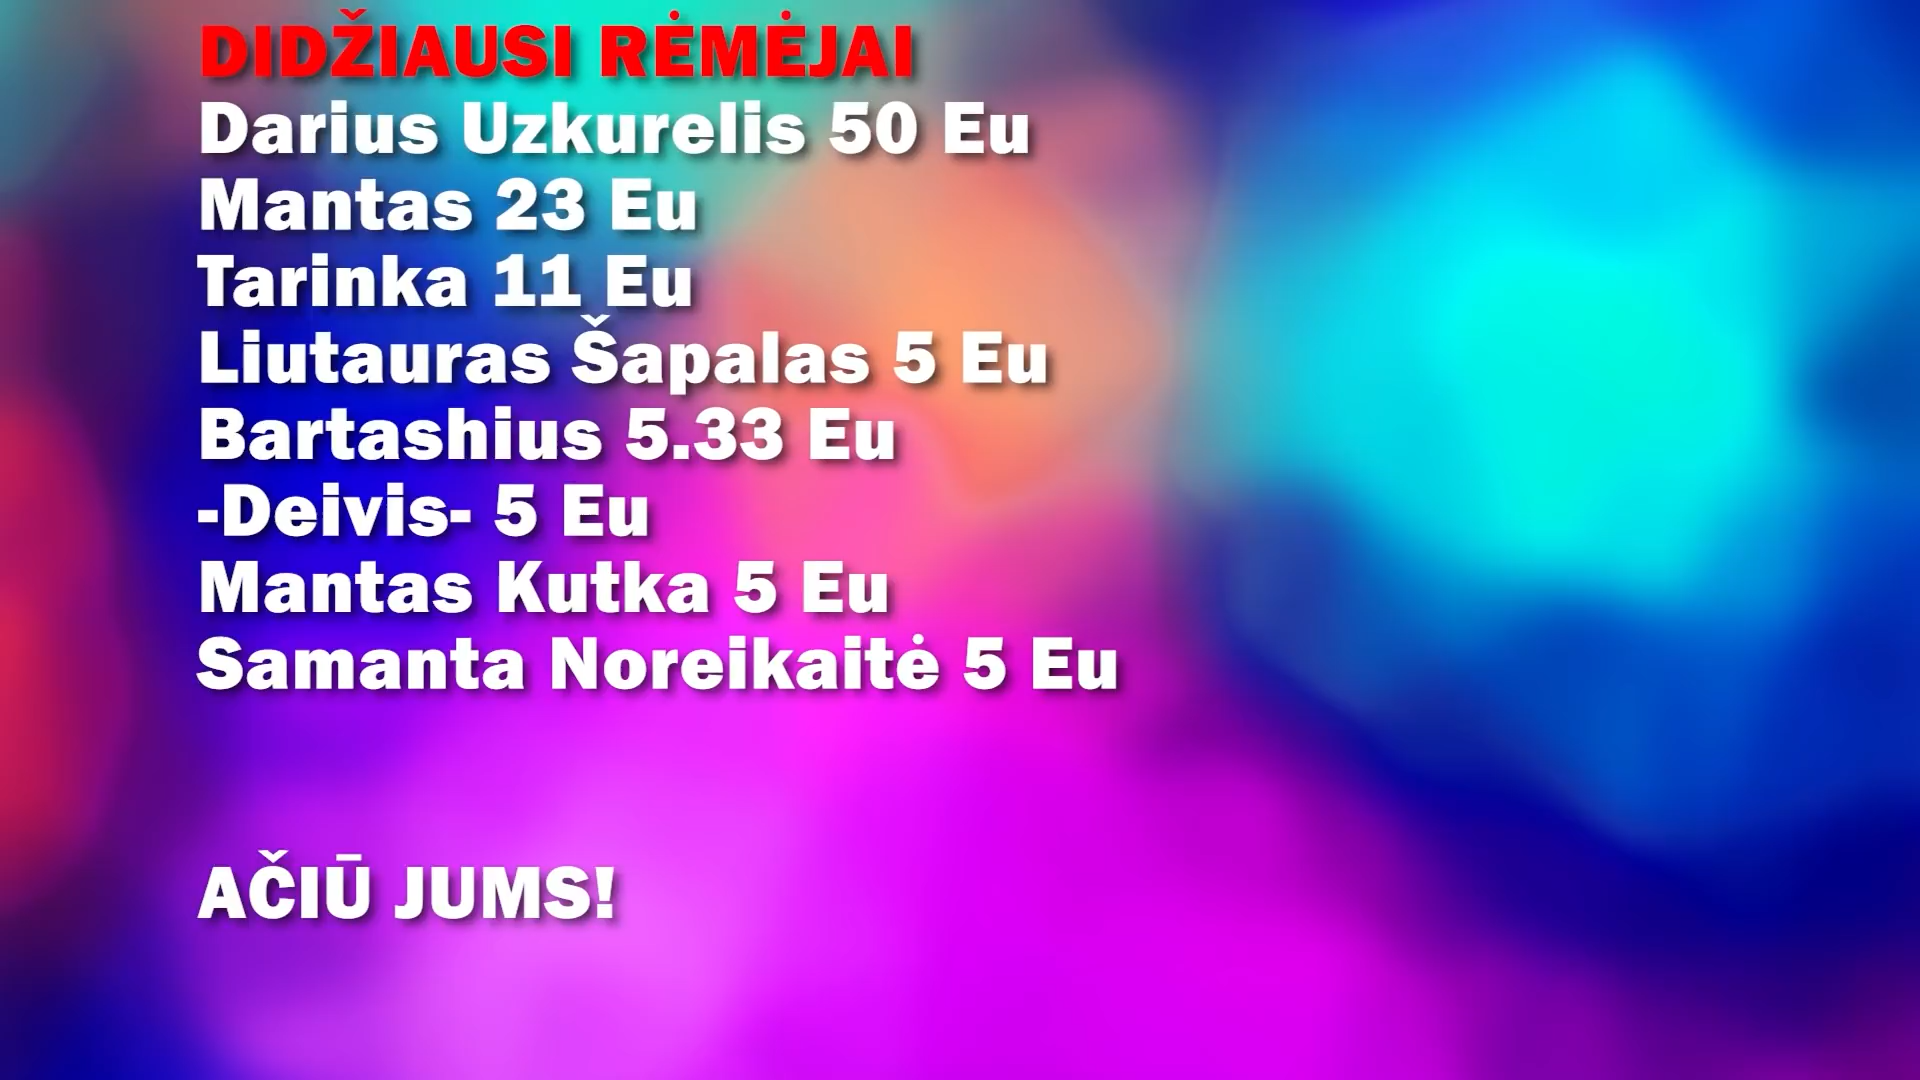 DIDŽIAUSI RĖMĖJAI
Darius Uzkurelis 50 Eu
Mantas 23 Eu
Tarinka 11 Eu
Liutauras Šapalas 5 Eu
Bartashius 5.33 Eu
-Deivis- 5 Eu
Mantas Kutka 5 Eu
Samanta Noreikaitė 5 Eu
AČIŪ JUMS!